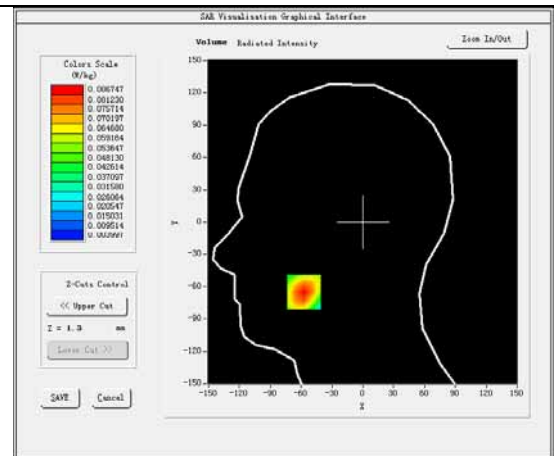 SAR Visualisation Graphical Interface
Volume Radiated Intensity
Zoom In/Out
Colors Scale
(W/kg)
0.086747
0.081230
0.075714
0.070197
0.064680
0.059164
0.053647
0.048130
0.042614
0.037097
0.031580
0.026064
0.020547
0.015031
0.009514
0.003997
Z-Cuts Control
<< Upper Cut
Z = 1.3 mm
Lower Cut >>
SAVE
Cancel
150
120
90
60
30
0
-30
-60
-90
-120
-150
Y
-150 -120 -90 -60 -30 0 30 60 90 120 150
X